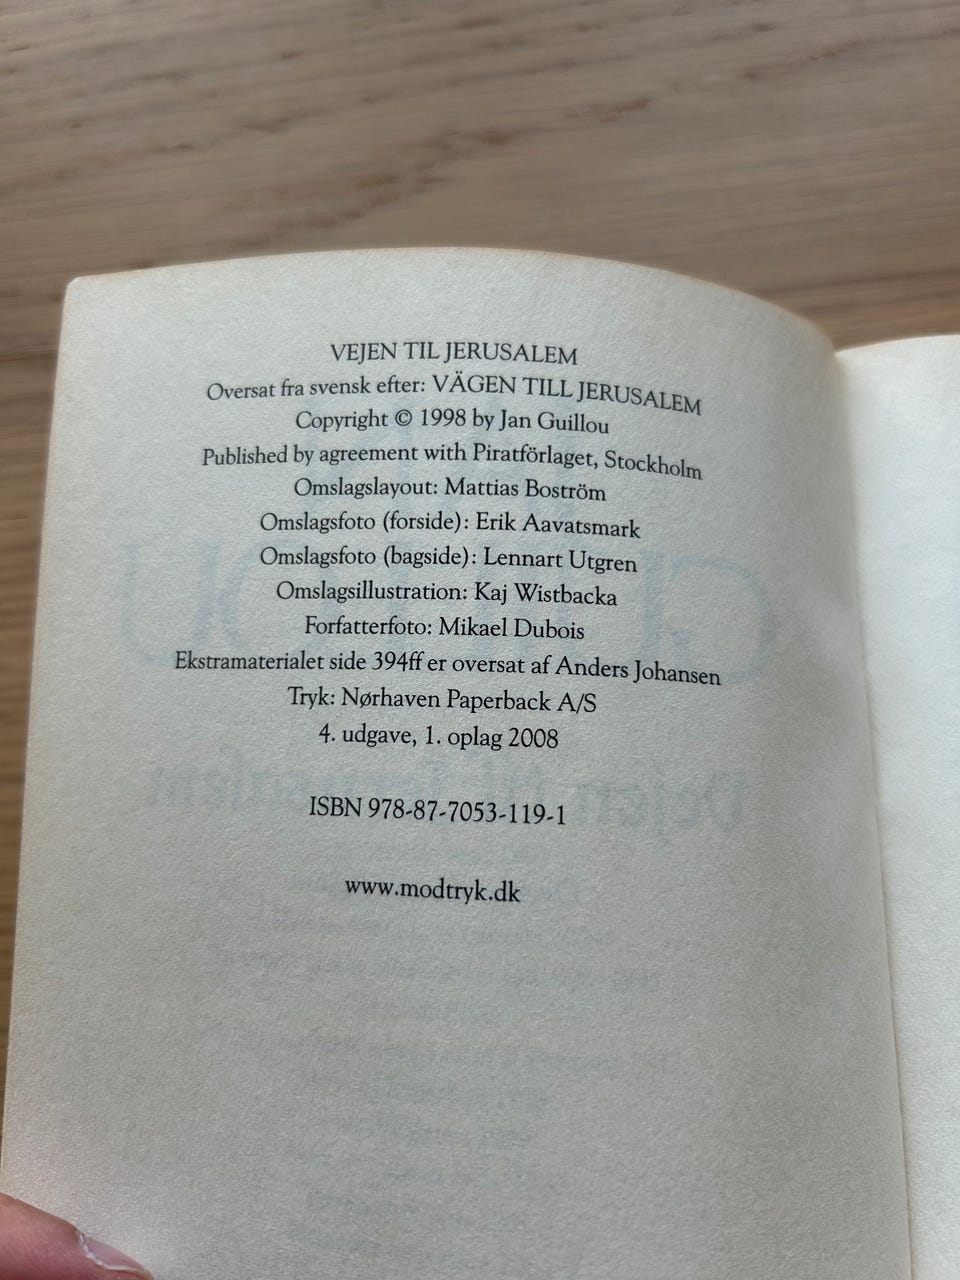 VEJEN TIL JERUSALEM
Oversat fra svensk efter: VÄGEN TILL JERUSALEM
Copyright © 1998 by Jan Guillou
Published by agreement with Piratförlaget, Stockholm
Omslagslayout: Mattias Boström
Omslagsfoto (forside): Erik Aavatsmark
Omslagsfoto (bagside): Lennart Utgren
Omslagsillustration: Kaj Wistbacka
Forfatterfoto: Mikael Dubois
Ekstramaterialet side 394ff er oversat af Anders Johansen
Tryk: Nørhaven Paperback A/S
4. udgave, 1. oplag 2008
ISBN 978-87-7053-119-1
www.modtryk.dk